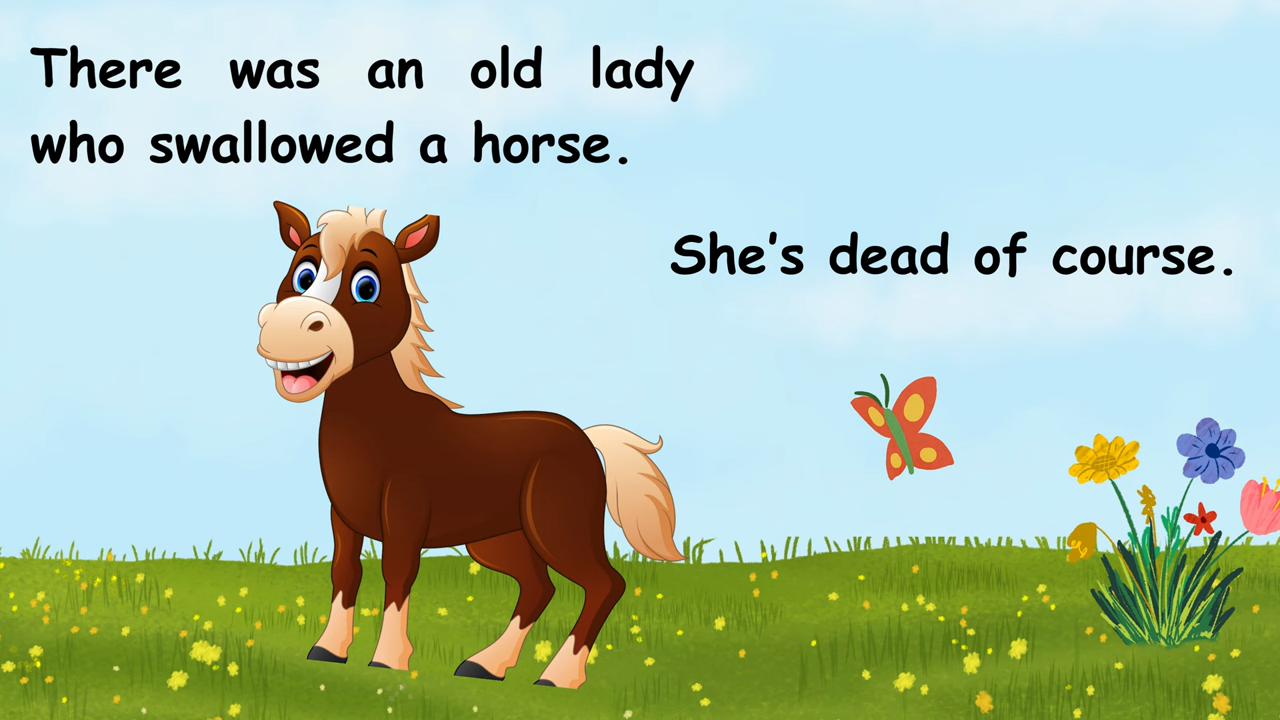 There was an old lady
who swallowed a horse.
She's dead of course.